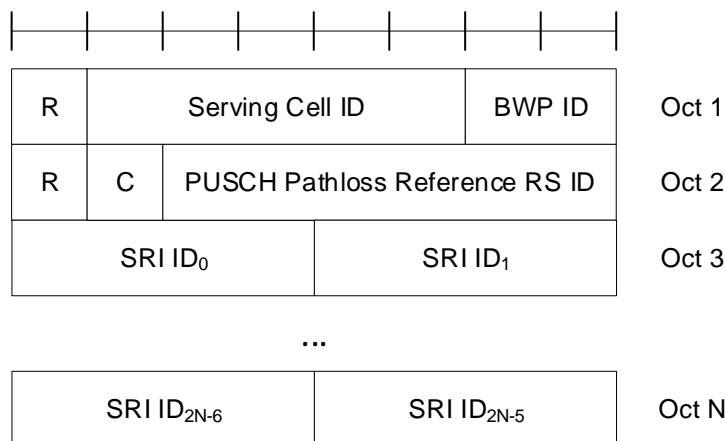 R Serving Cell ID BWP ID Oct 1
R C PUSCH Pathloss Reference RS ID Oct 2
SRI ID0 SRI ID1 Oct 3
...
SRI ID2N-6 SRI ID2N-5 Oct N